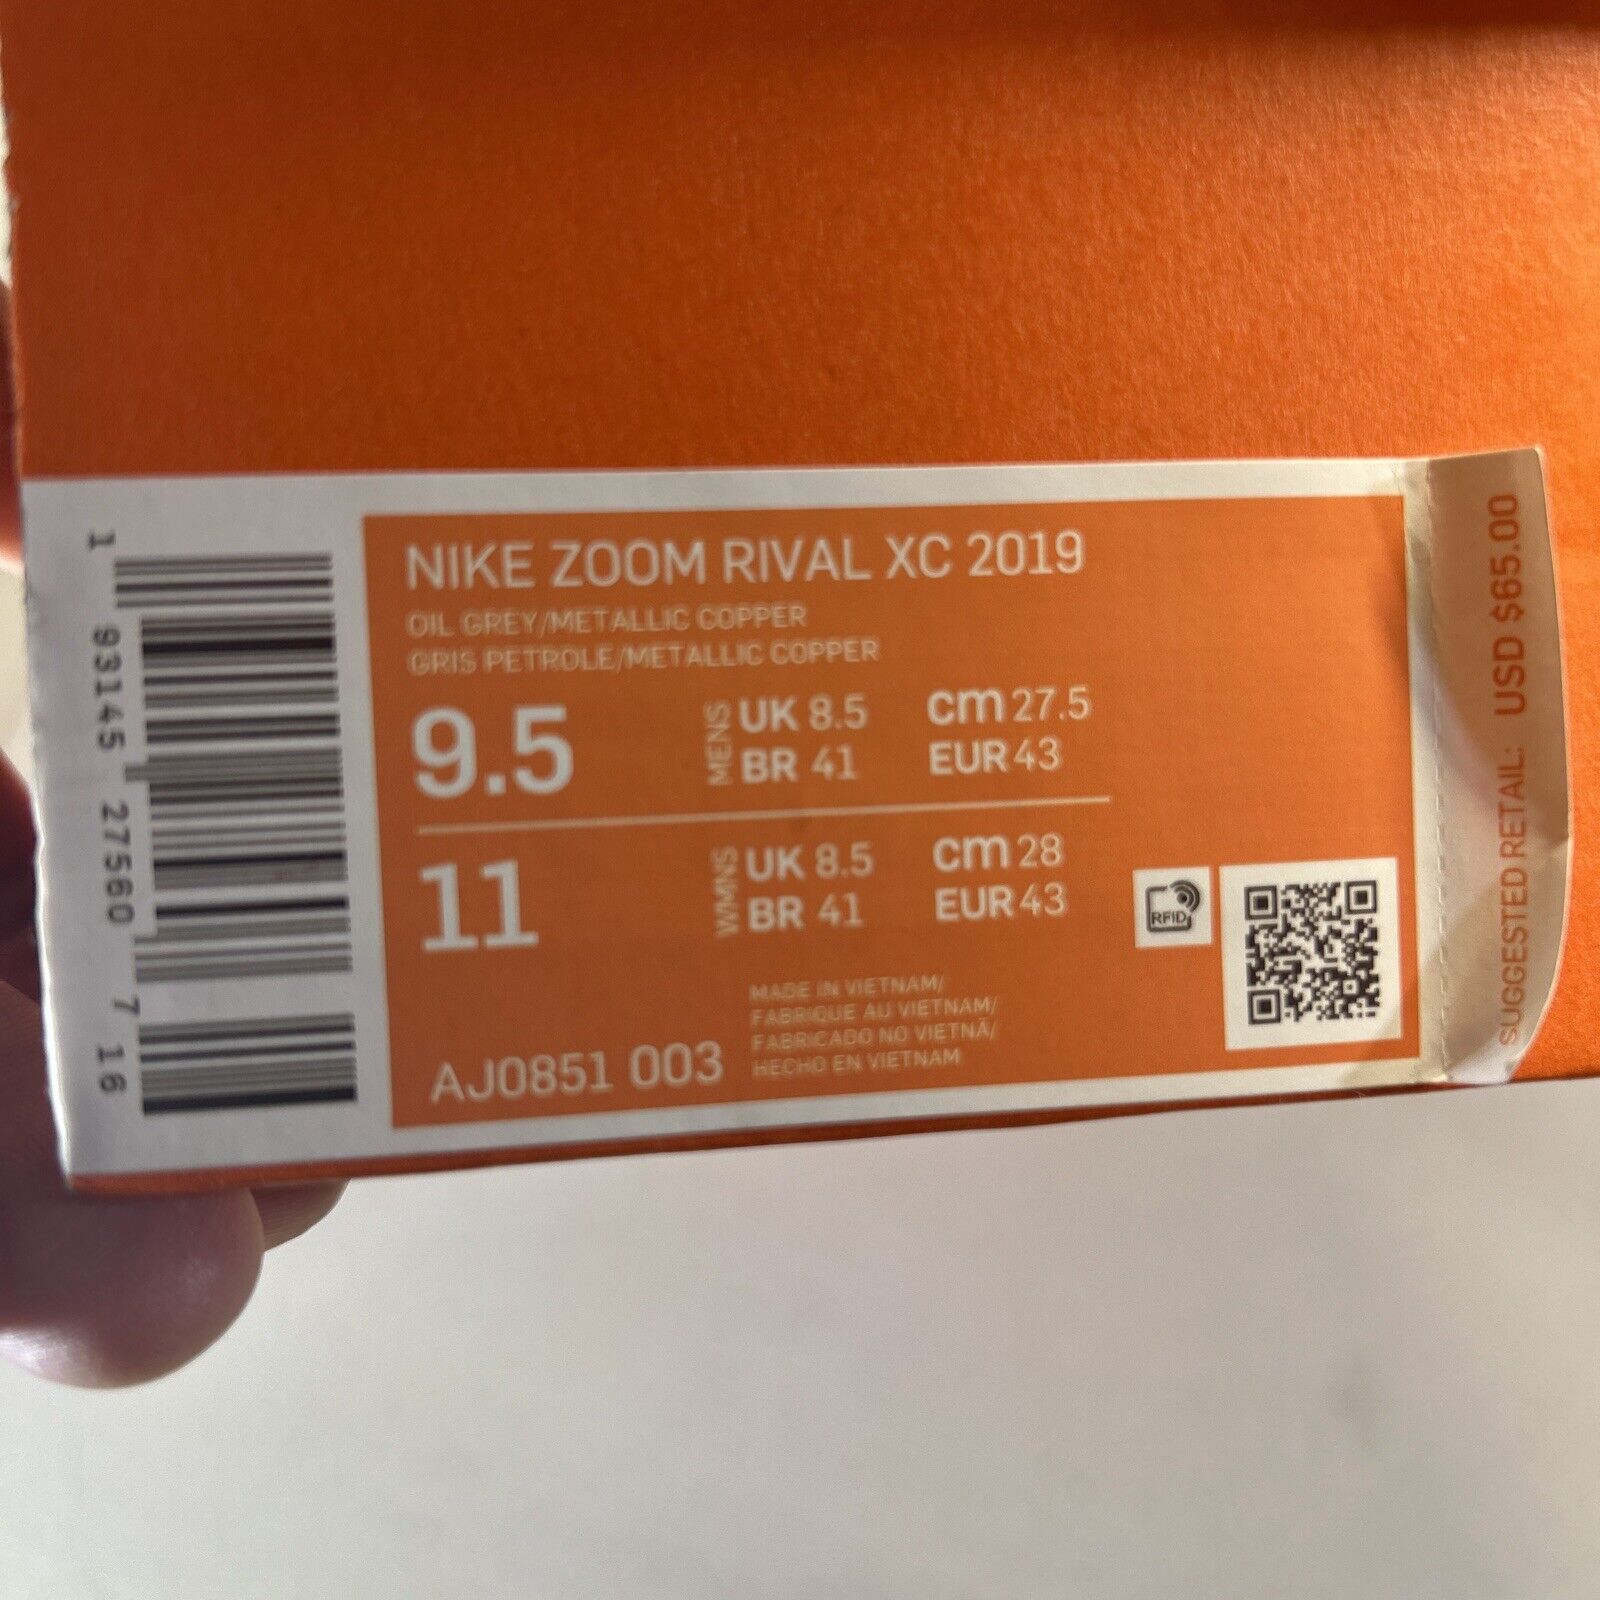 NIKE ZOOM RIVAL XC 2019
OIL GREY/METALLIC COPPER
GRIS PETROLE/METALLIC COPPER
9.5
MENS
UK 8.5 cm 27.5
BR 41 EUR 43
11
WMNS
UK 8.5 cm 28
BR 41 EUR 43
MADE IN VIETNAM/
FABRIQUE AU VIETNAM/
FABRICADO NO VIETNÃ/
HECHO EN VIETNAM
AJ0851 003
RFID
1 93145 27560 7 16
SUGGESTED RETAIL: USD $65.00